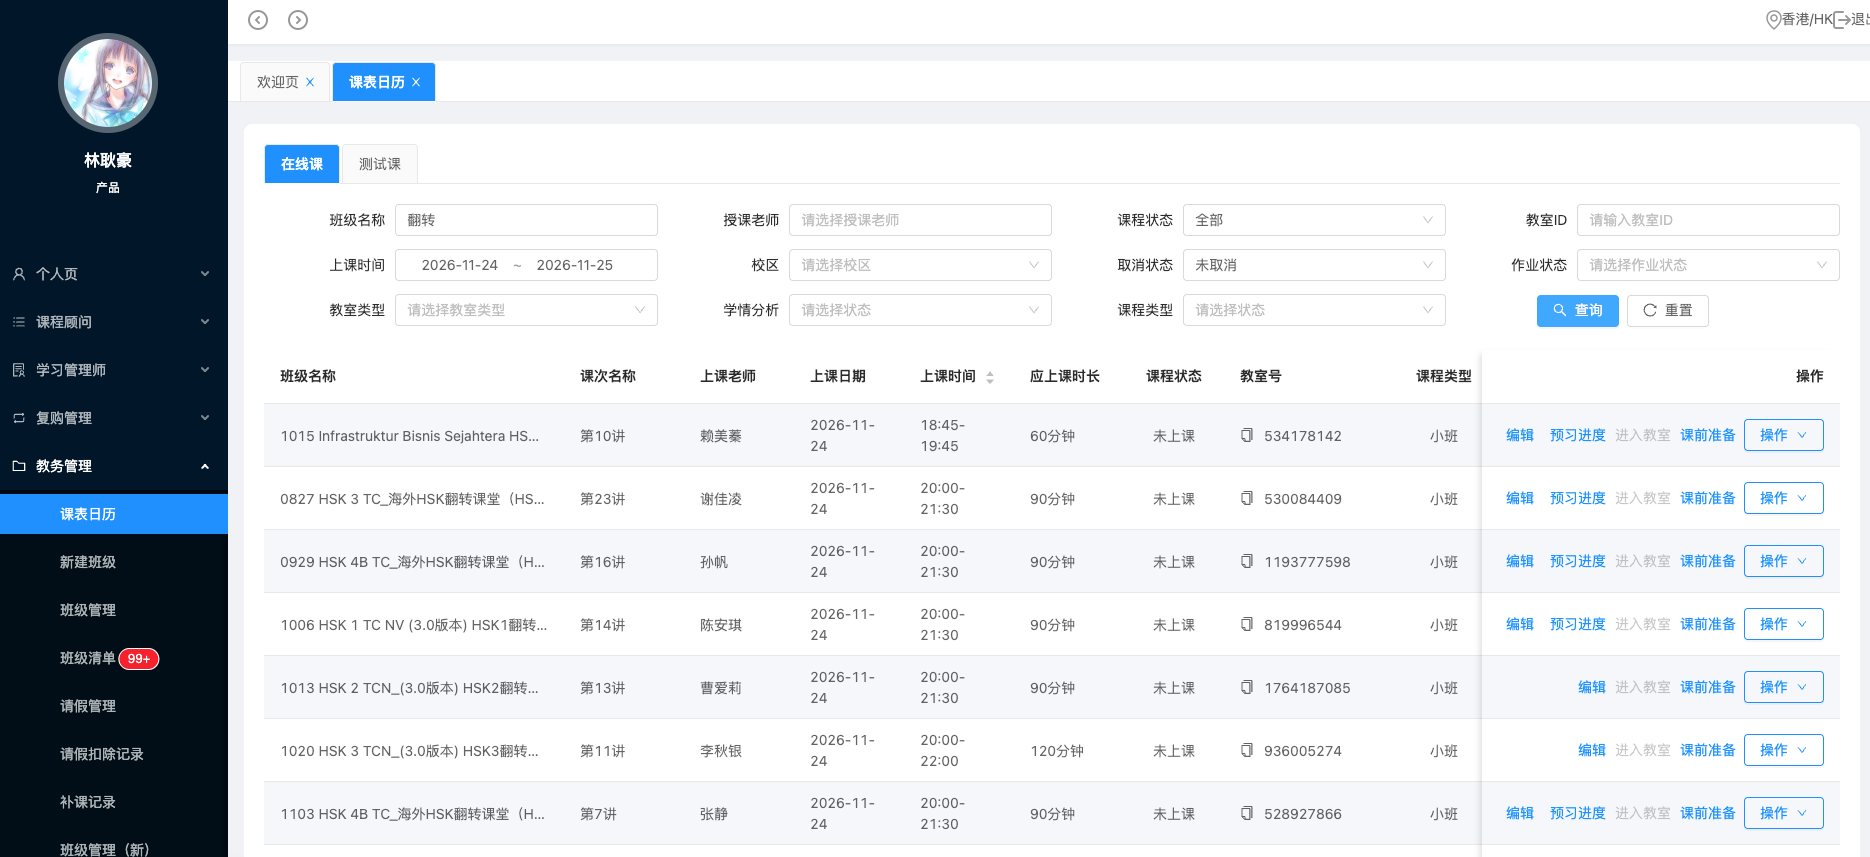 香港/HK 退出
林耿豪
产品
个人页
课程顾问
学习管理师
复购管理
教务管理
课表日历
新建班级
班级管理
班级清单 99+
请假管理
请假扣除记录
补课记录
班级管理（新）
欢迎页
课表日历
在线课
测试课
班级名称 翻转 授课老师 请选择授课老师 课程状态 全部 教室ID 请输入教室ID
上课时间 2026-11-24 ~ 2026-11-25 校区 请选择校区 取消状态 未取消 作业状态 请选择作业状态
教室类型 请选择教室类型 学情分析 请选择状态 课程类型 请选择状态 查询 重置
班级名称 课次名称 上课老师 上课日期 上课时间 应上课时长 课程状态 教室号 课程类型 操作
1015 Infrastruktur Bisnis Sejahtera HS... 第10讲 赖美蓁 2026-11-24 18:45-19:45 60分钟 未上课 534178142 小班 编辑 预习进度 进入教室 课前准备 操作
0827 HSK 3 TC_海外HSK翻转课堂（HS... 第23讲 谢佳凌 2026-11-24 20:00-21:30 90分钟 未上课 530084409 小班 编辑 预习进度 进入教室 课前准备 操作
0929 HSK 4B TC_海外HSK翻转课堂（H... 第16讲 孙帆 2026-11-24 20:00-21:30 90分钟 未上课 1193777598 小班 编辑 预习进度 进入教室 课前准备 操作
1006 HSK 1 TC NV (3.0版本) HSK1翻转... 第14讲 陈安琪 2026-11-24 20:00-21:30 90分钟 未上课 819996544 小班 编辑 预习进度 进入教室 课前准备 操作
1013 HSK 2 TCN_(3.0版本) HSK2翻转... 第13讲 曹爱莉 2026-11-24 20:00-21:30 90分钟 未上课 1764187085 小班 编辑 进入教室 课前准备 操作
1020 HSK 3 TCN_(3.0版本) HSK3翻转... 第11讲 李秋银 2026-11-24 20:00-22:00 120分钟 未上课 936005274 小班 编辑 进入教室 课前准备 操作
1103 HSK 4B TC_海外HSK翻转课堂（H... 第7讲 张静 2026-11-24 20:00-21:30 90分钟 未上课 528927866 小班 编辑 预习进度 进入教室 课前准备 操作